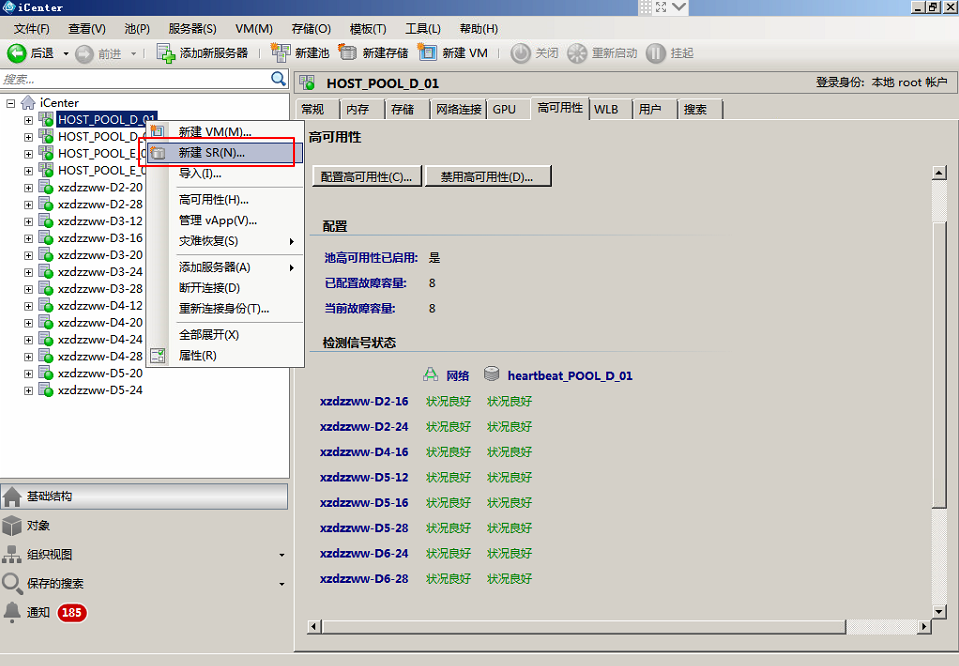 iCenter
文件(F) 查看(V) 池(P) 服务器(S) VM(M) 存储(O) 模板(T) 工具(L) 帮助(H)
后退 前进 添加新服务器 新建池 新建存储 新建 VM 关闭 重新启动 挂起
搜索...
HOST_POOL_D_01 登录身份: 本地 root 帐户
iCenter
HOST_POOL_D_01
HOST_POOL_D_
HOST_POOL_E_0
HOST_POOL_E_0
xzdzzww-D2-20
xzdzzww-D2-28
xzdzzww-D3-12
xzdzzww-D3-16
xzdzzww-D3-20
xzdzzww-D3-24
xzdzzww-D3-28
xzdzzww-D4-12
xzdzzww-D4-20
xzdzzww-D4-24
xzdzzww-D4-28
xzdzzww-D5-20
xzdzzww-D5-24
新建 VM(M)...
新建 SR(N)...
导入(I)...
高可用性(H)...
管理 vApp(V)...
灾难恢复(S)
添加服务器(A)
断开连接(D)
重新连接身份(T)...
全部展开(X)
属性(R)
常规 内存 存储 网络连接 GPU 高可用性 WLB 用户 搜索
高可用性
配置高可用性(C)... 禁用高可用性(D)...
配置
池高可用性已启用: 是
已配置故障容量: 8
当前故障容量: 8
检测信号状态
网络 heartbeat_POOL_D_01
xzdzzww-D2-16 状况良好 状况良好
xzdzzww-D2-24 状况良好 状况良好
xzdzzww-D4-16 状况良好 状况良好
xzdzzww-D5-12 状况良好 状况良好
xzdzzww-D5-16 状况良好 状况良好
xzdzzww-D5-28 状况良好 状况良好
xzdzzww-D6-24 状况良好 状况良好
xzdzzww-D6-28 状况良好 状况良好
基础结构
对象
组织视图
保存的搜索
通知 185